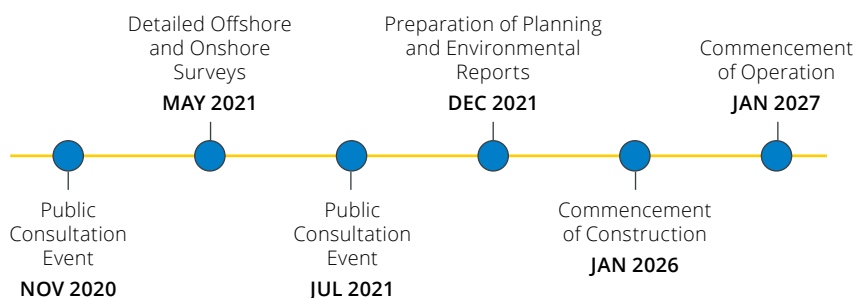 Detailed Offshore
and Onshore
Surveys
MAY 2021
Preparation of Planning
and Environmental
Reports
DEC 2021
Commencement
of Operation
JAN 2027
Public
Consultation
Event
NOV 2020
Public
Consultation
Event
JUL 2021
Commencement
of Construction
JAN 2026